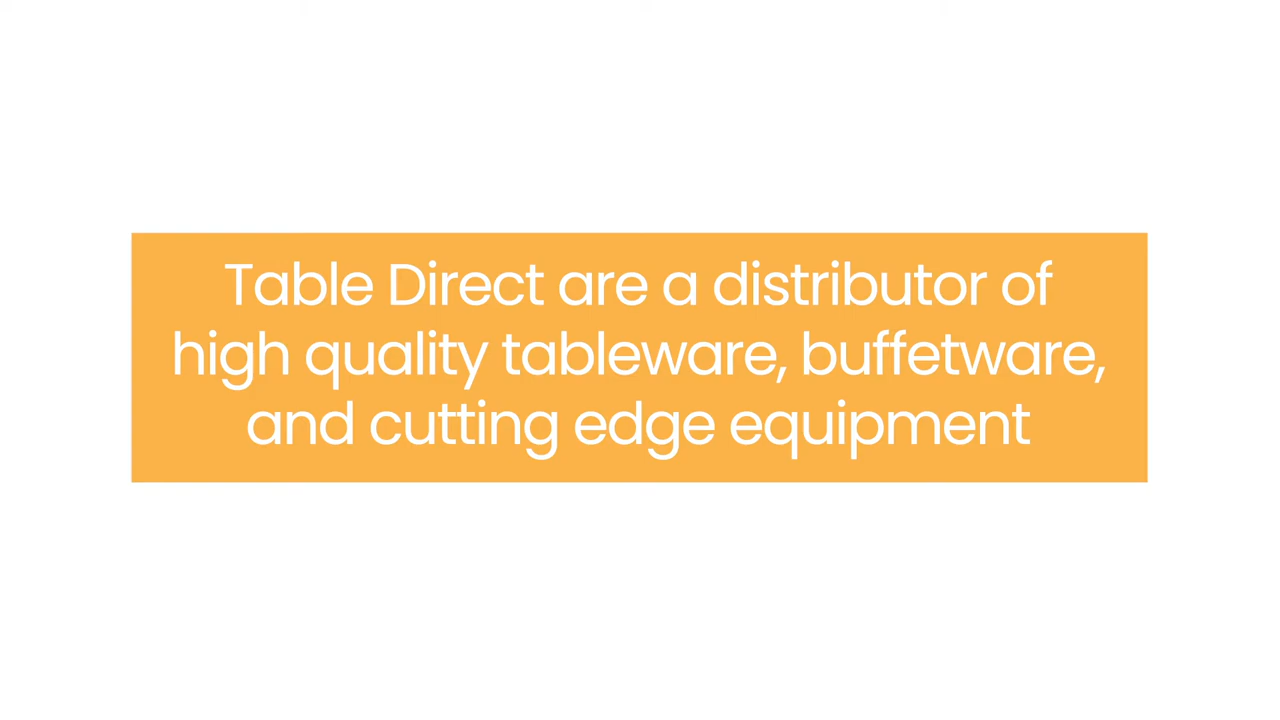 Table Direct are a distributor of
high quality tableware, buffetware,
and cutting edge equipment